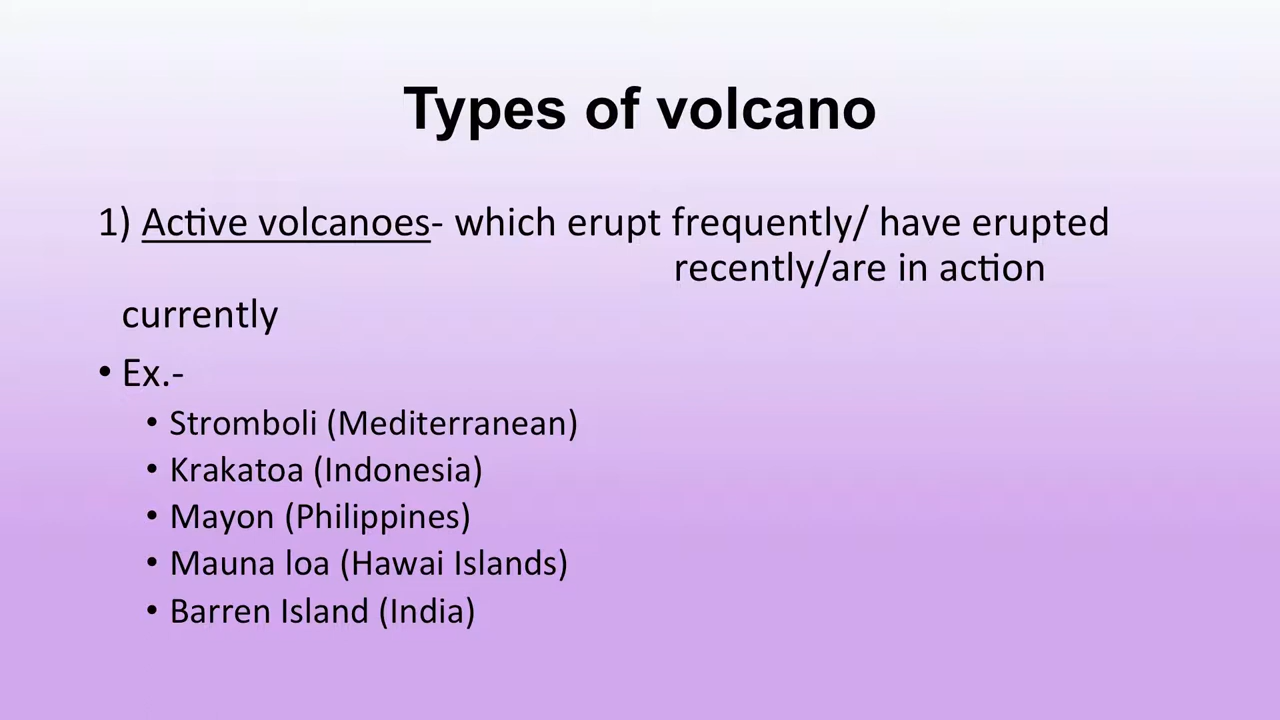 Types of volcano
1) Active volcanoes- which erupt frequently/ have erupted
recently/are in action
currently
• Ex.-
• Stromboli (Mediterranean)
• Krakatoa (Indonesia)
• Mayon (Philippines)
• Mauna loa (Hawai Islands)
• Barren Island (India)